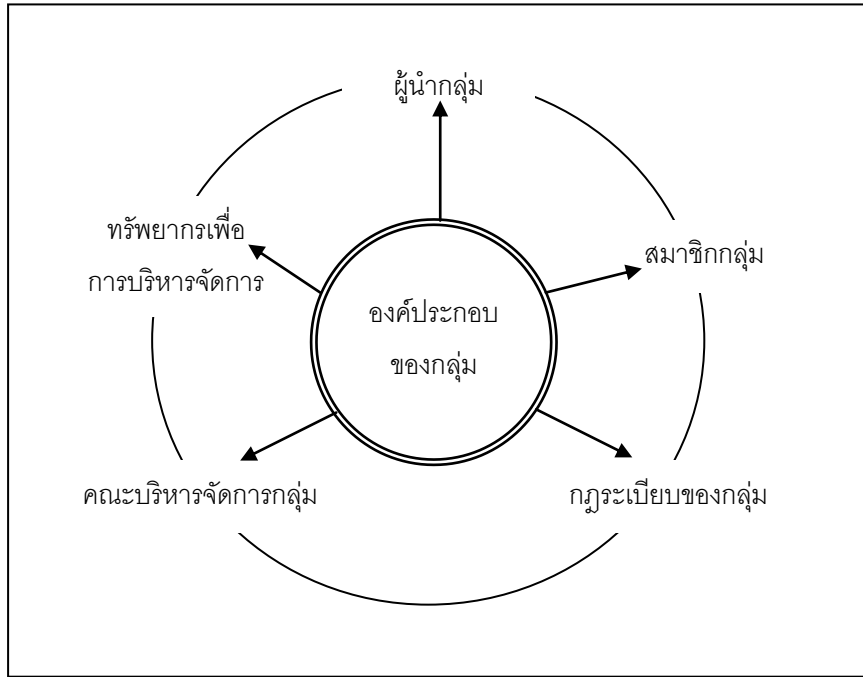 ผู้นำกลุ่ม
ทรัพยากรเพื่อ
การบริหารจัดการ
สมาชิกกลุ่ม
องค์ประกอบ
ของกลุ่ม
คณะบริหารจัดการกลุ่ม
กฎระเบียบของกลุ่ม